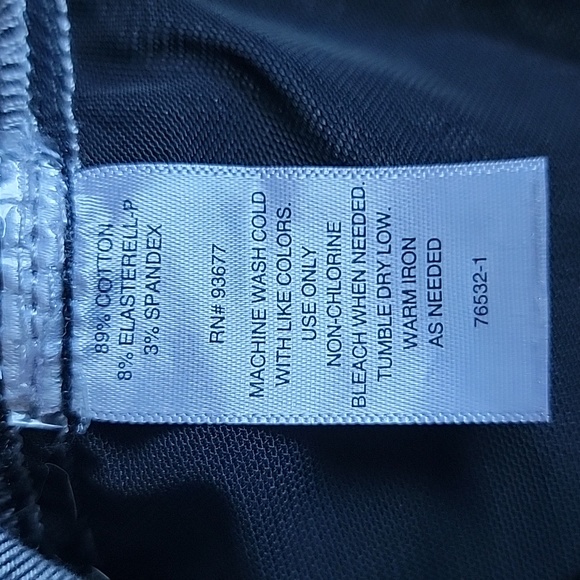 89% COTTON
8% ELASTERELL-P
3% SPANDEX
RN# 93677
MACHINE WASH COLD
WITH LIKE COLORS.
USE ONLY
NON-CHLORINE
BLEACH WHEN NEEDED.
TUMBLE DRY LOW.
WARM IRON
AS NEEDED
76532-1